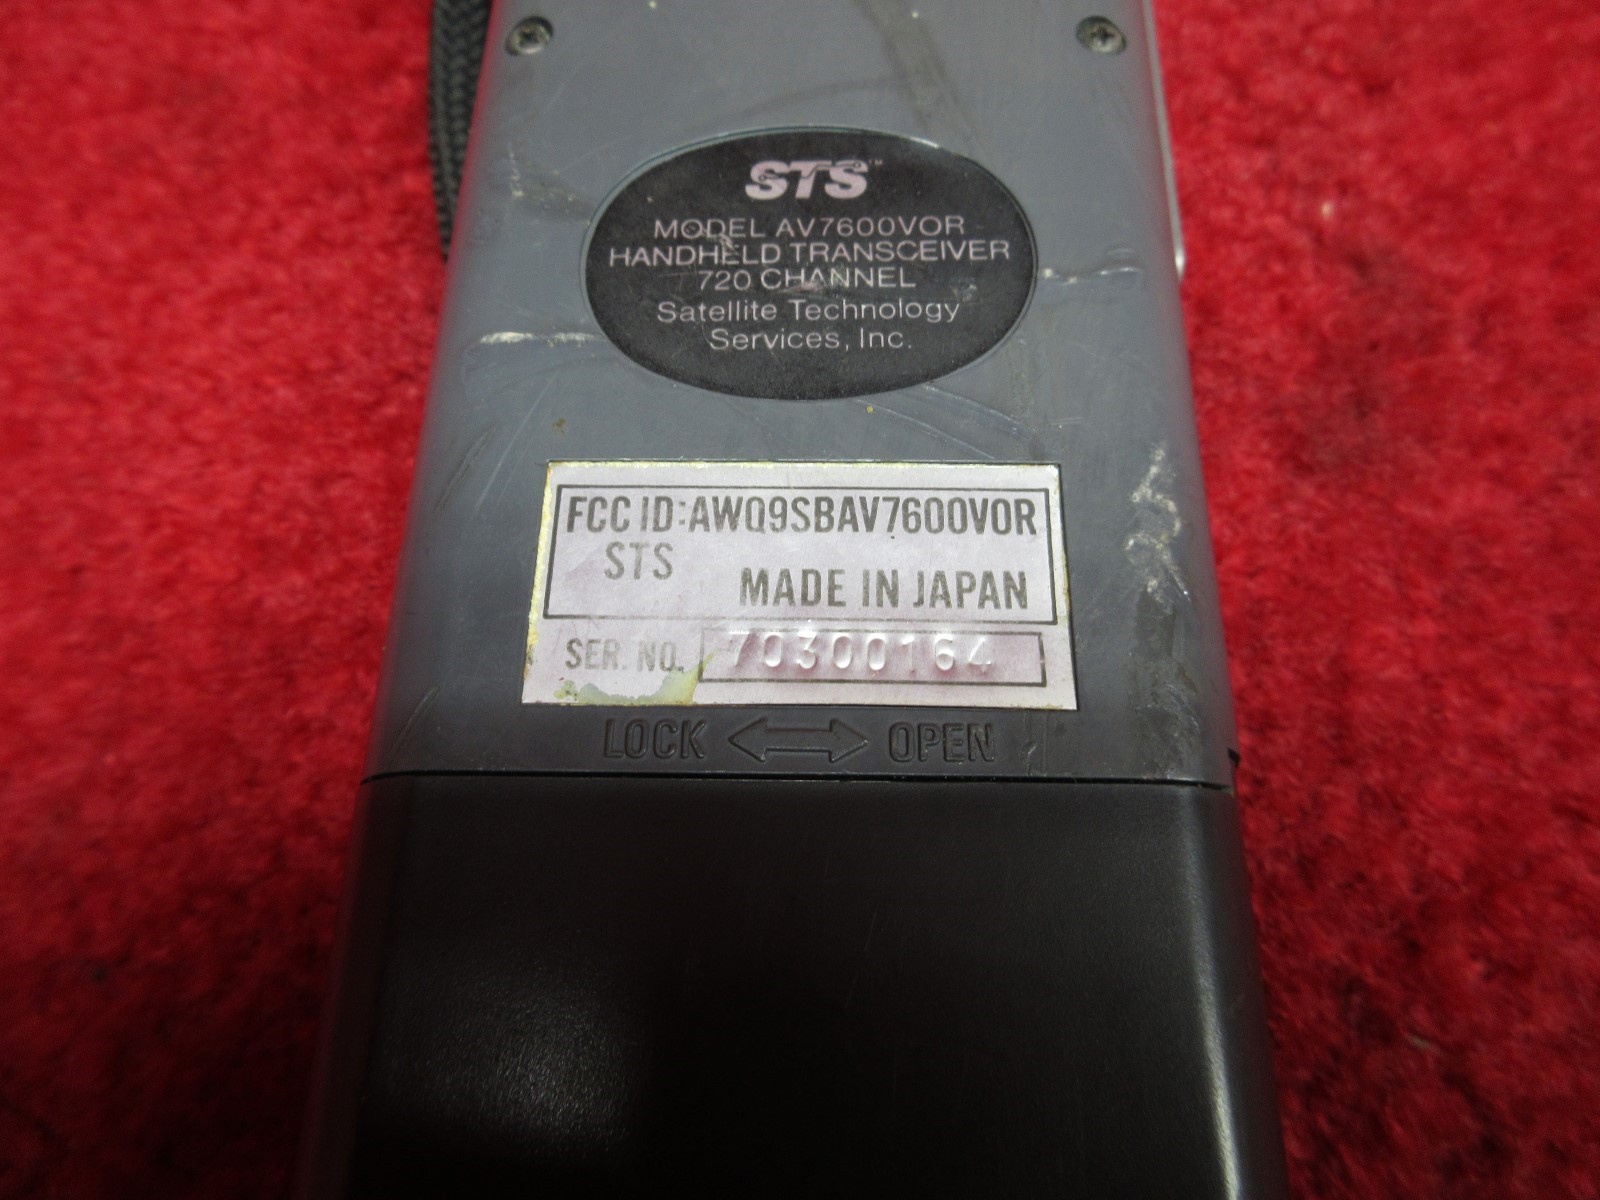 STS™
MODEL AV7600VOR
HANDHELD TRANSCEIVER
720 CHANNEL
Satellite Technology
Services, Inc.
FCC ID:AWQ9SBAV7600VOR
STS
MADE IN JAPAN
SER. NO. 70300164
LOCK OPEN